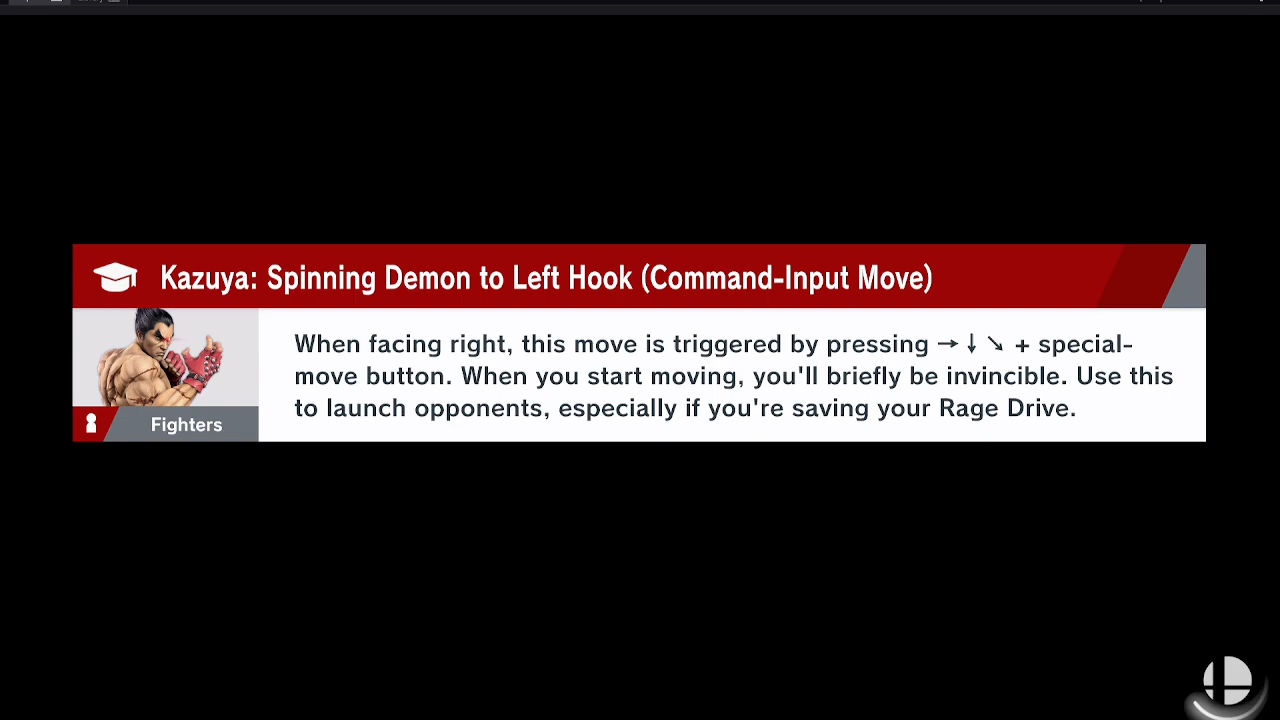 Kazuya: Spinning Demon to Left Hook (Command-Input Move)
When facing right, this move is triggered by pressing →↓↘ + special-
move button. When you start moving, you'll briefly be invincible. Use this
to launch opponents, especially if you're saving your Rage Drive.
Fighters